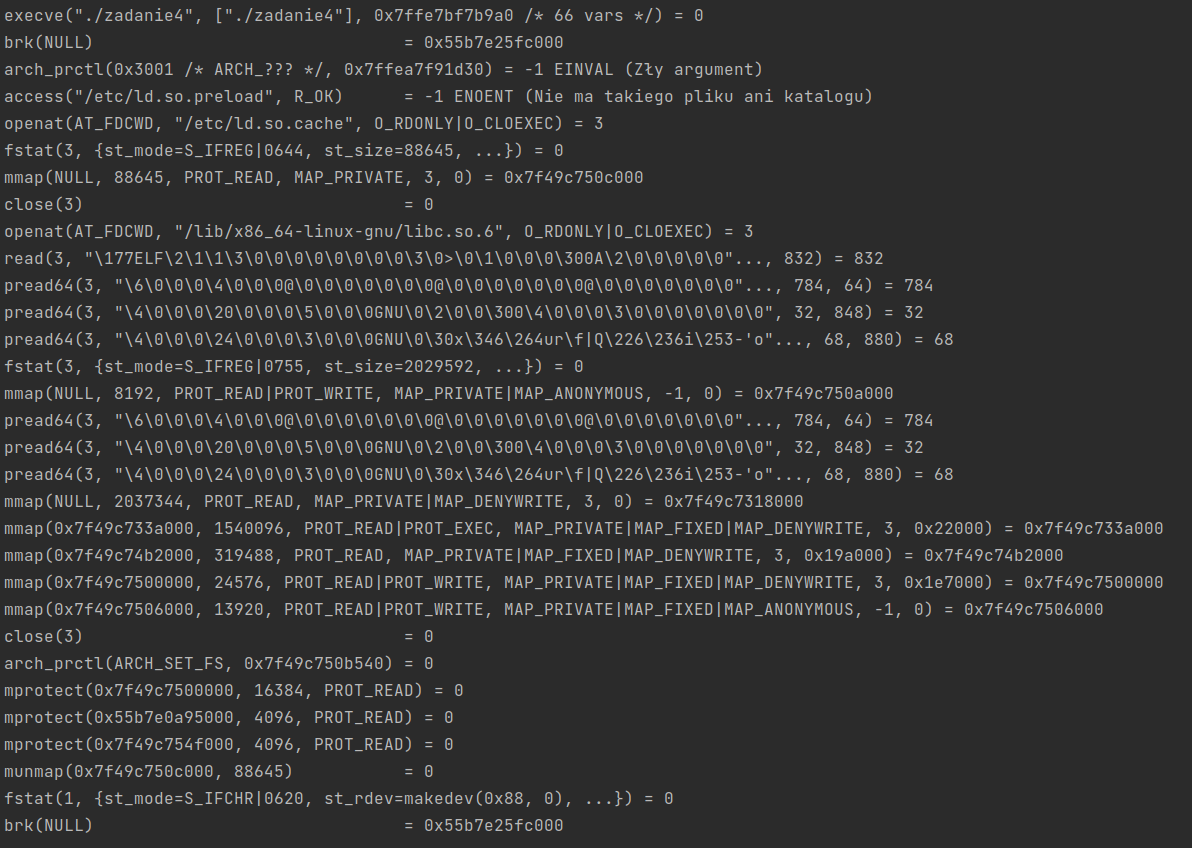 execve("./zadanie4", ["./zadanie4"], 0x7ffe7bf7b9a0 /* 66 vars */) = 0
brk(NULL)                               = 0x55b7e25fc000
arch_prctl(0x3001 /* ARCH_??? */, 0x7ffea7f91d30) = -1 EINVAL (Zły argument)
access("/etc/ld.so.preload", R_OK)      = -1 ENOENT (Nie ma takiego pliku ani katalogu)
openat(AT_FDCWD, "/etc/ld.so.cache", O_RDONLY|O_CLOEXEC) = 3
fstat(3, {st_mode=S_IFREG|0644, st_size=88645, ...}) = 0
mmap(NULL, 88645, PROT_READ, MAP_PRIVATE, 3, 0) = 0x7f49c750c000
close(3)                                = 0
openat(AT_FDCWD, "/lib/x86_64-linux-gnu/libc.so.6", O_RDONLY|O_CLOEXEC) = 3
read(3, "\177ELF\2\1\1\3\0\0\0\0\0\0\0\0\3\0>\0\1\0\0\0\300A\2\0\0\0\0\0"..., 832) = 832
pread64(3, "\6\0\0\0\4\0\0\0@\0\0\0\0\0\0\0@\0\0\0\0\0\0\0@\0\0\0\0\0\0\0"..., 784, 64) = 784
pread64(3, "\4\0\0\0\20\0\0\0\5\0\0\0GNU\0\2\0\0\300\4\0\0\0\3\0\0\0\0\0\0\0", 32, 848) = 32
pread64(3, "\4\0\0\0\24\0\0\0\3\0\0\0GNU\0\30x\346\264ur\f|Q\226\236i\253-'o"..., 68, 880) = 68
fstat(3, {st_mode=S_IFREG|0755, st_size=2029592, ...}) = 0
mmap(NULL, 8192, PROT_READ|PROT_WRITE, MAP_PRIVATE|MAP_ANONYMOUS, -1, 0) = 0x7f49c750a000
pread64(3, "\6\0\0\0\4\0\0\0@\0\0\0\0\0\0\0@\0\0\0\0\0\0\0@\0\0\0\0\0\0\0"..., 784, 64) = 784
pread64(3, "\4\0\0\0\20\0\0\0\5\0\0\0GNU\0\2\0\0\300\4\0\0\0\3\0\0\0\0\0\0\0", 32, 848) = 32
pread64(3, "\4\0\0\0\24\0\0\0\3\0\0\0GNU\0\30x\346\264ur\f|Q\226\236i\253-'o"..., 68, 880) = 68
mmap(NULL, 2037344, PROT_READ, MAP_PRIVATE|MAP_DENYWRITE, 3, 0) = 0x7f49c7318000
mmap(0x7f49c733a000, 1540096, PROT_READ|PROT_EXEC, MAP_PRIVATE|MAP_FIXED|MAP_DENYWRITE, 3, 0x22000) = 0x7f49c733a000
mmap(0x7f49c74b2000, 319488, PROT_READ, MAP_PRIVATE|MAP_FIXED|MAP_DENYWRITE, 3, 0x19a000) = 0x7f49c74b2000
mmap(0x7f49c7500000, 24576, PROT_READ|PROT_WRITE, MAP_PRIVATE|MAP_FIXED|MAP_DENYWRITE, 3, 0x1e7000) = 0x7f49c7500000
mmap(0x7f49c7506000, 13920, PROT_READ|PROT_WRITE, MAP_PRIVATE|MAP_FIXED|MAP_ANONYMOUS, -1, 0) = 0x7f49c7506000
close(3)                                = 0
arch_prctl(ARCH_SET_FS, 0x7f49c750b540) = 0
mprotect(0x7f49c7500000, 16384, PROT_READ) = 0
mprotect(0x55b7e0a95000, 4096, PROT_READ) = 0
mprotect(0x7f49c754f000, 4096, PROT_READ) = 0
munmap(0x7f49c750c000, 88645)           = 0
fstat(1, {st_mode=S_IFCHR|0620, st_rdev=makedev(0x88, 0), ...}) = 0
brk(NULL)                               = 0x55b7e25fc000